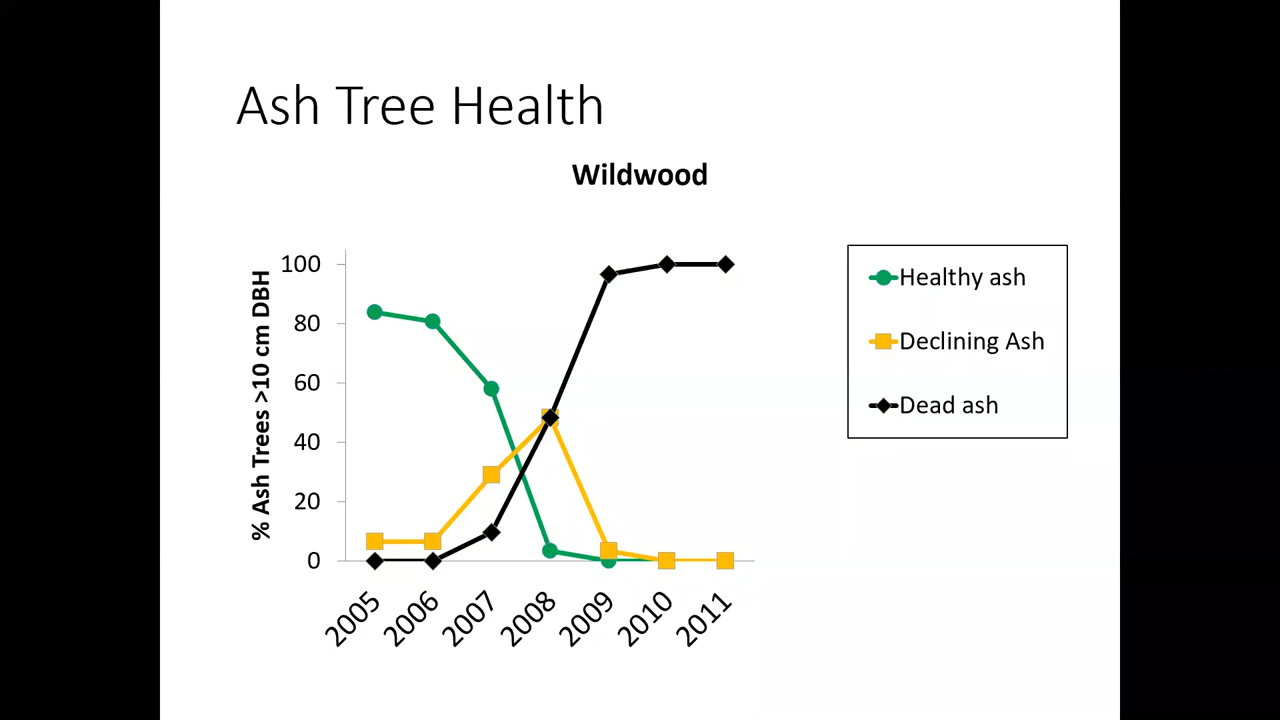 Ash Tree Health
Wildwood
% Ash Trees >10 cm DBH
100
80
60
40
20
0
2005
2006
2007
2008
2009
2010
2011
Healthy ash
Declining Ash
Dead ash